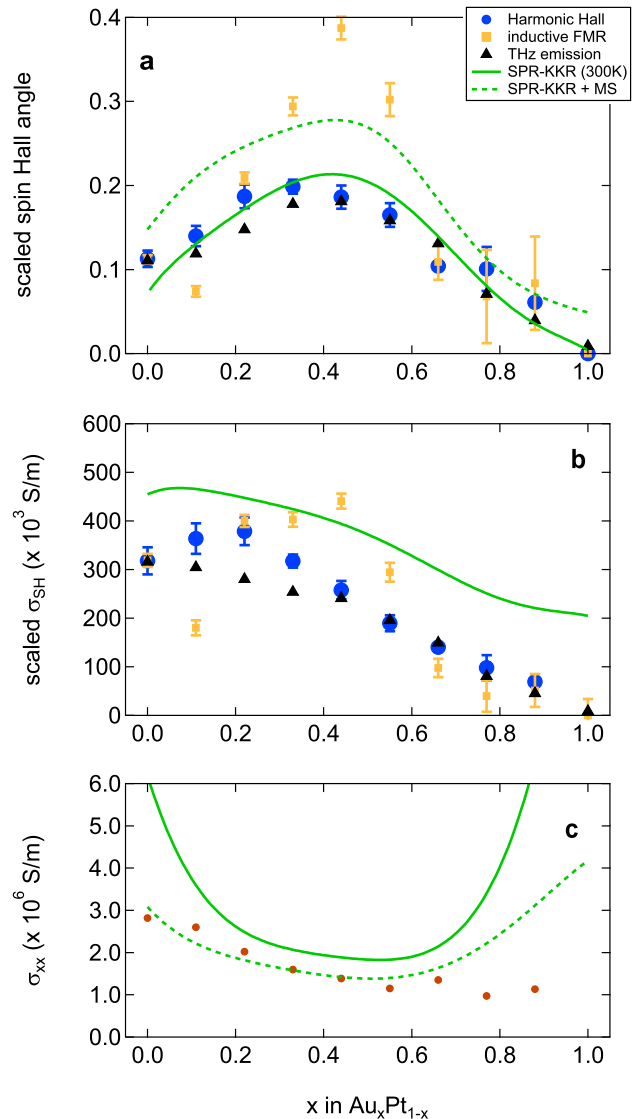 a
Harmonic Hall
inductive FMR
THz emission
SPR-KKR (300K)
SPR-KKR + MS
scaled spin Hall angle
0.4
0.3
0.2
0.1
0.0
0.0 0.2 0.4 0.6 0.8 1.0
b
scaled σSH (x 10³ S/m)
600
500
400
300
200
100
0
0.0 0.2 0.4 0.6 0.8 1.0
c
σxx (x 10⁶ S/m)
6.0
5.0
4.0
3.0
2.0
1.0
0.0
0.0 0.2 0.4 0.6 0.8 1.0
x in AuxPt1-x